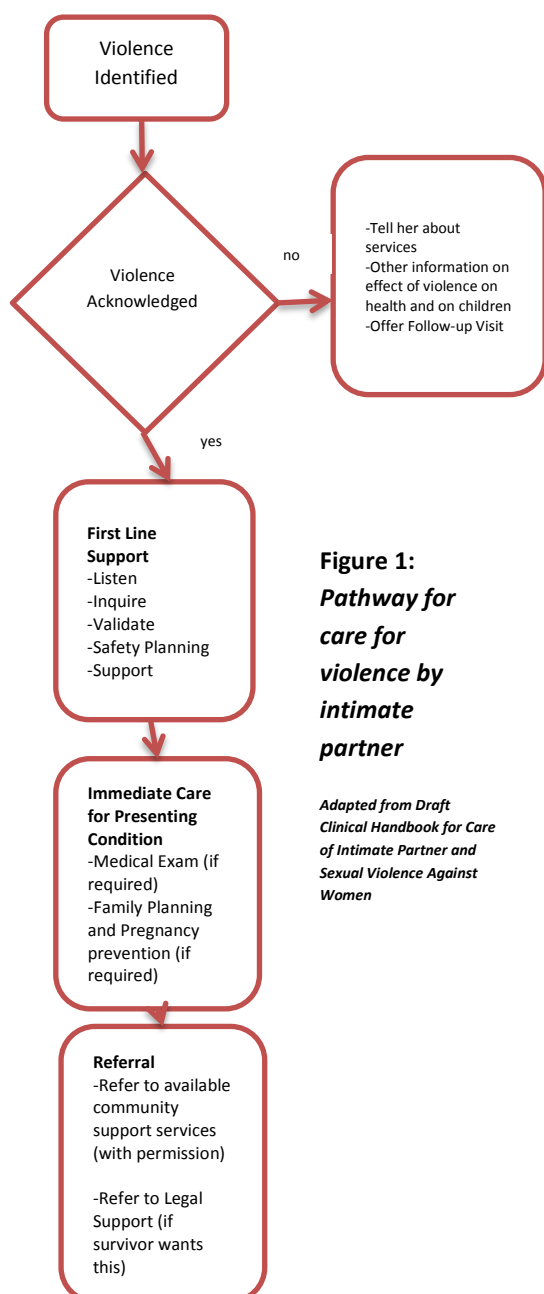 Violence
Identified
Violence
Acknowledged
no
-Tell her about
services
-Other information on
effect of violence on
health and on children
-Offer Follow-up Visit
yes
First Line
Support
-Listen
-Inquire
-Validate
-Safety Planning
-Support
Figure 1:
Pathway for
care for
violence by
intimate
partner
Adapted from Draft
Clinical Handbook for Care
of Intimate Partner and
Sexual Violence Against
Women
Immediate Care
for Presenting
Condition
-Medical Exam (if
required)
-Family Planning
and Pregnancy
prevention (if
required)
Referral
-Refer to available
community
support services
(with permission)
-Refer to Legal
Support (if
survivor wants
this)